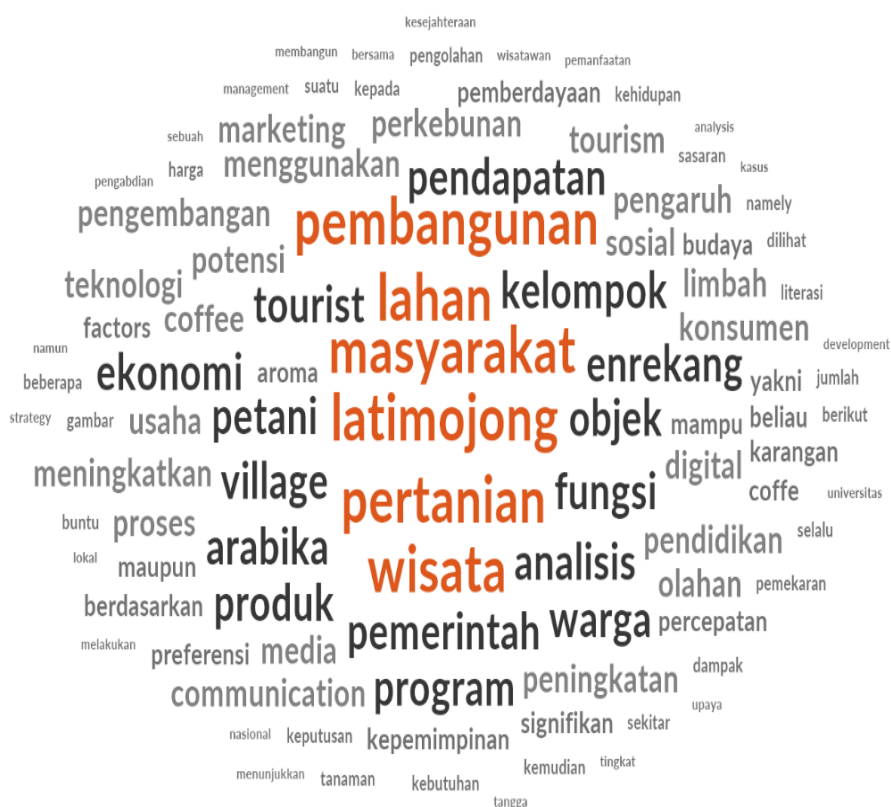 kesejahteraan
membangun bersama pengolahan wisatawan pemanfaatan
management suatu kepada pemberdayaan kehidupan
sebuah marketing perkebunan tourism analysis
pengabdian harga menggunakan pendapatan sasaran kasus
pengembangan pembangunan pengaruh namely
potensi sosial budaya dilihat
teknologi tourist lahan kelompok limbah literasi
factors coffee konsumen
namun masyarakat development
beberapa ekonomi aroma enrekang yakni jumlah
strategy gambar usaha petani latimojong objek mampu beliau berikut
meningkatkan village digital karangan
pertanian fungsi coffe universitas
buntu proses pendidikan selalu
lokal maupun arabika wisata analisis olahan pemekaran
berdasarkan produk pemerintah warga percepatan
melakukan preferensi media dampak
communication program peningkatan upaya
nasional keputusan kepemimpinan signifikan sekitar
menunjukkan tanaman kebutuhan kemudian tingkat
tangga